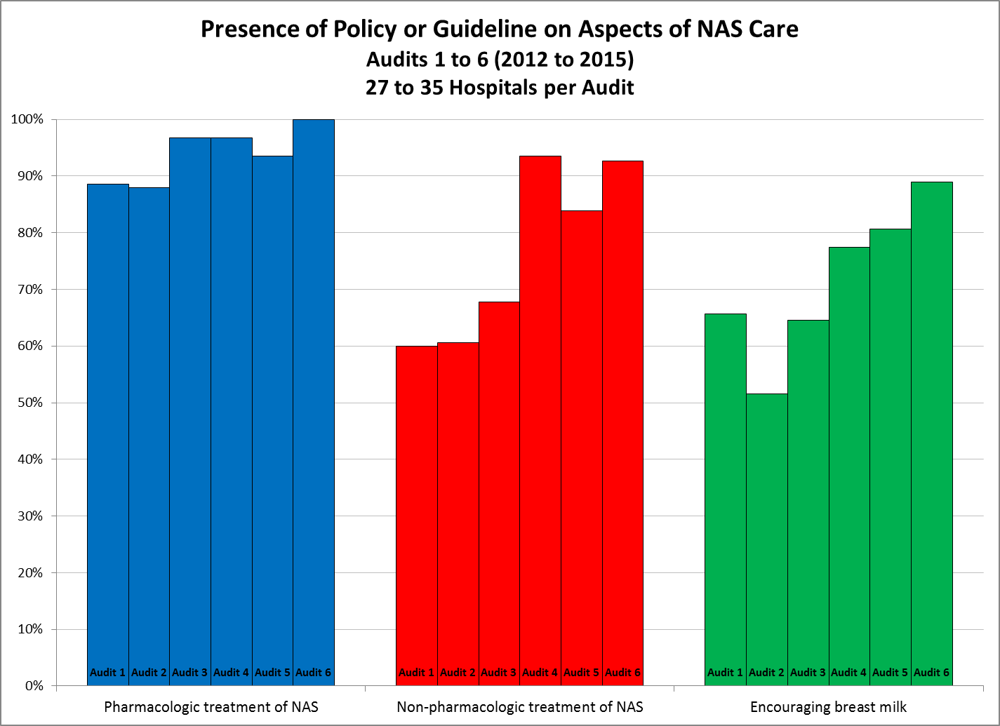 Presence of Policy or Guideline on Aspects of NAS Care
Audits 1 to 6 (2012 to 2015)
27 to 35 Hospitals per Audit
100%
90%
80%
70%
60%
50%
40%
30%
20%
10%
0%
Audit 1 Audit 2 Audit 3 Audit 4 Audit 5 Audit 6
Audit 1 Audit 2 Audit 3 Audit 4 Audit 5 Audit 6
Audit 1 Audit 2 Audit 3 Audit 4 Audit 5 Audit 6
Pharmacologic treatment of NAS
Non-pharmacologic treatment of NAS
Encouraging breast milk